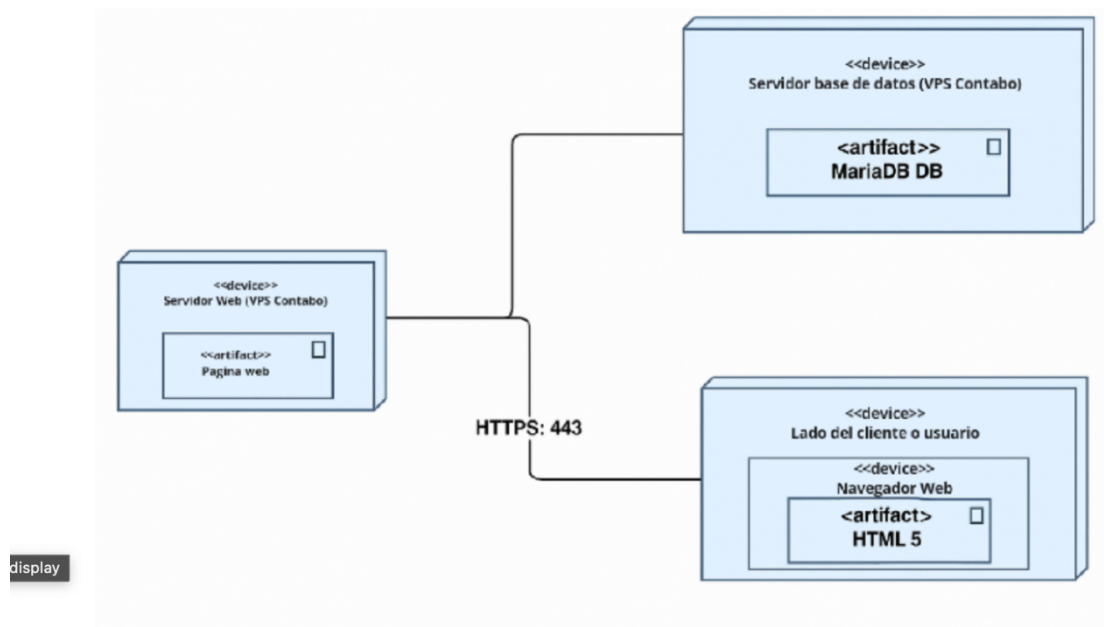 <<device>>
Servidor base de datos (VPS Contabo)
<artifact>>
MariaDB DB
<<device>>
Servidor Web (VPS Contabo)
<<artifact>>
Pagina web
HTTPS: 443
<<device>>
Lado del cliente o usuario
<<device>>
Navegador Web
<artifact>
HTML 5
display